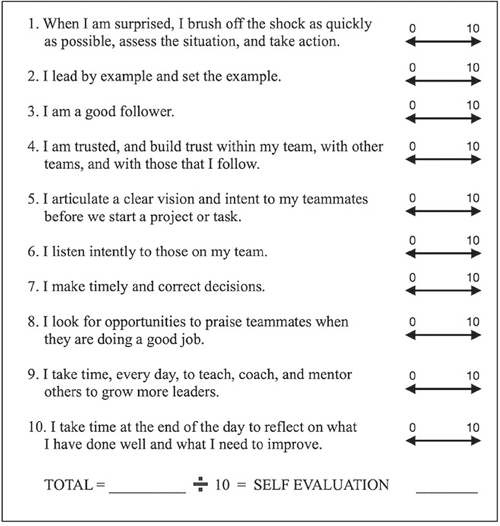 1. When I am surprised, I brush off the shock as quickly
0 10
as possible, assess the situation, and take action.
2. I lead by example and set the example.
0 10
3. I am a good follower.
0 10
4. I am trusted, and build trust within my team, with other
0 10
teams, and with those that I follow.
5. I articulate a clear vision and intent to my teammates
0 10
before we start a project or task.
6. I listen intently to those on my team.
0 10
7. I make timely and correct decisions.
0 10
8. I look for opportunities to praise teammates when
0 10
they are doing a good job.
9. I take time, every day, to teach, coach, and mentor
0 10
others to grow more leaders.
10. I take time at the end of the day to reflect on what
0 10
I have done well and what I need to improve.
TOTAL = ________ ÷ 10 = SELF EVALUATION ______